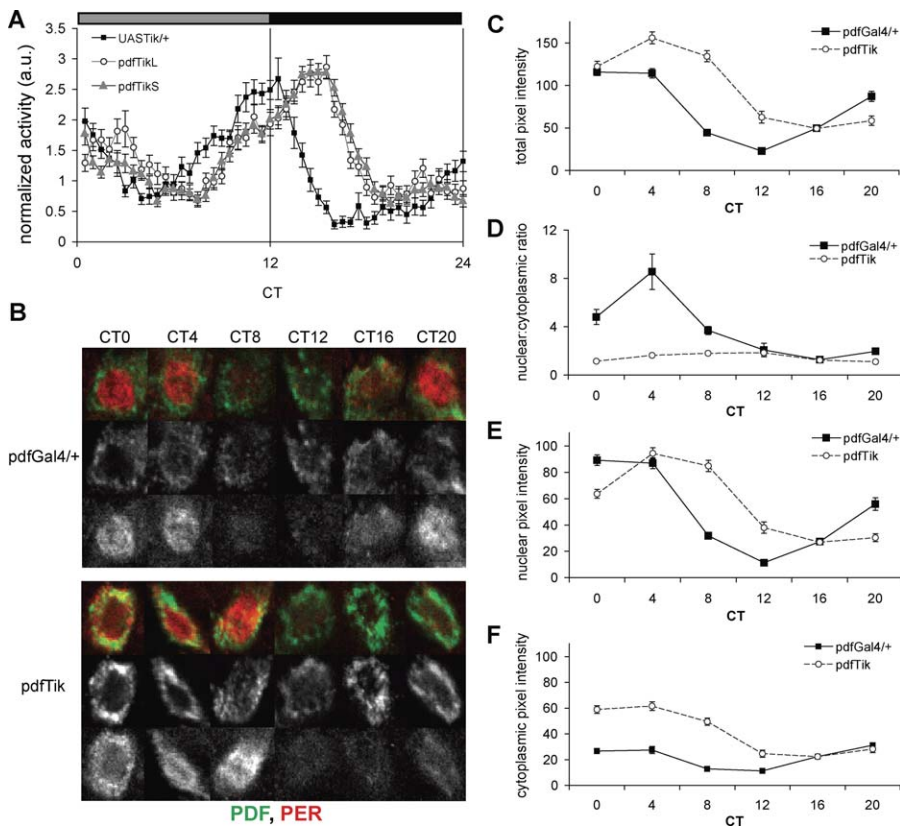 A
normalized activity (a.u.)
3.5
3
2.5
2
1.5
1
0.5
0
UASTik/+
pdfTikL
pdfTikS
0
12
24
CT
B
CT0 CT4 CT8 CT12 CT16 CT20
pdfGal4/+
pdfTik
PDF, PER
C
total pixel intensity
150
100
50
0
pdfGal4/+
pdfTik
0 4 8 12 16 20
CT
D
nuclear:cytoplasmic ratio
12
8
4
0
pdfGal4/+
pdfTik
0 4 8 12 16 20
CT
E
nuclear pixel intensity
100
80
60
40
20
0
pdfGal4/+
pdfTik
0 4 8 12 16 20
CT
F
cytoplasmic pixel intensity
100
80
60
40
20
0
pdfGal4/+
pdfTik
0 4 8 12 16 20
CT